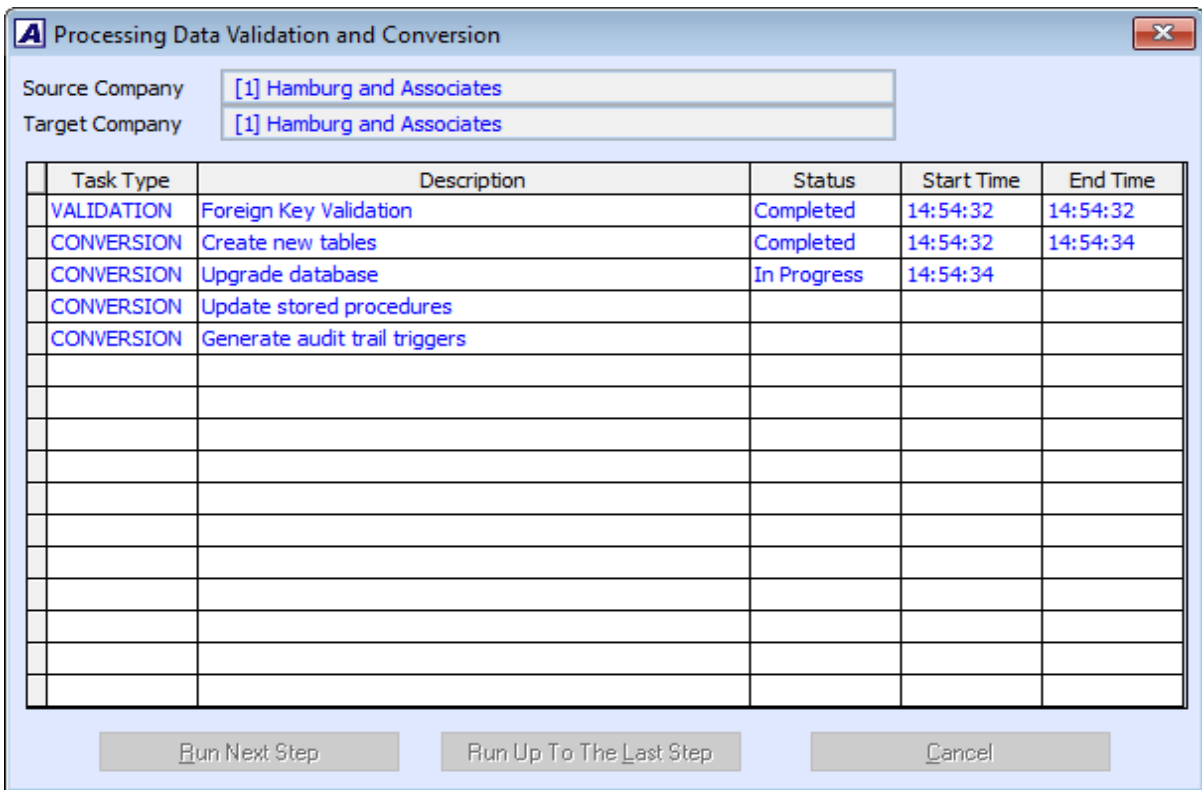 A Processing Data Validation and Conversion
Source Company [1] Hamburg and Associates
Target Company [1] Hamburg and Associates
Task Type Description Status Start Time End Time
VALIDATION Foreign Key Validation Completed 14:54:32 14:54:32
CONVERSION Create new tables Completed 14:54:32 14:54:34
CONVERSION Upgrade database In Progress 14:54:34
CONVERSION Update stored procedures
CONVERSION Generate audit trail triggers
Run Next Step Run Up To The Last Step Cancel